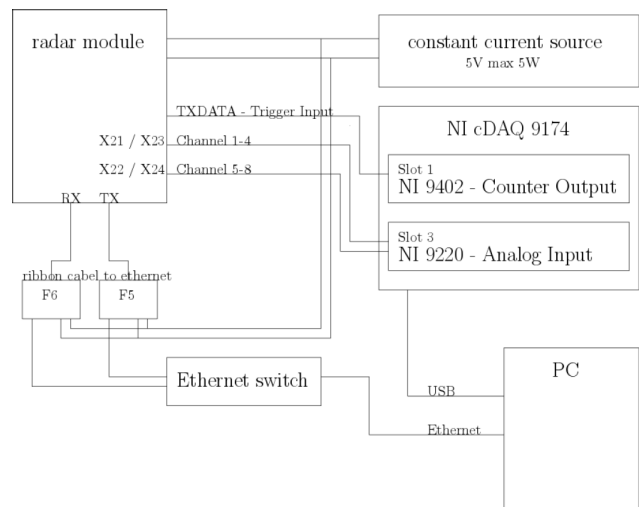 radar module
constant current source
5V max 5W
TXDATA - Trigger Input
NI cDAQ 9174
X21 / X23 Channel 1-4
Slot 1
X22 / X24 Channel 5-8
NI 9402 - Counter Output
RX TX
Slot 3
NI 9220 - Analog Input
ribbon cabel to ethernet
F6 F5
Ethernet switch
PC
USB
Ethernet